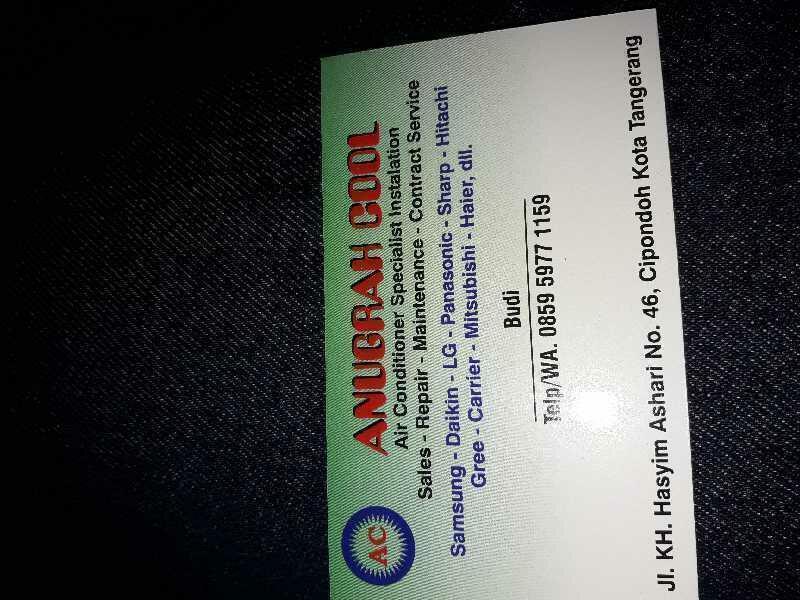 AC
ANUGRAH COOL
Air Conditioner Specialist Instalation
Sales - Repair - Maintenance - Contract Service
Samsung - Daikin - LG - Panasonic - Sharp - Hitachi
Gree - Carrier - Mitsubishi - Haier, dll.
Budi
Telp/WA. 0859 5977 1159
Jl. KH. Hasyim Ashari No. 46, Cipondoh Kota Tangerang